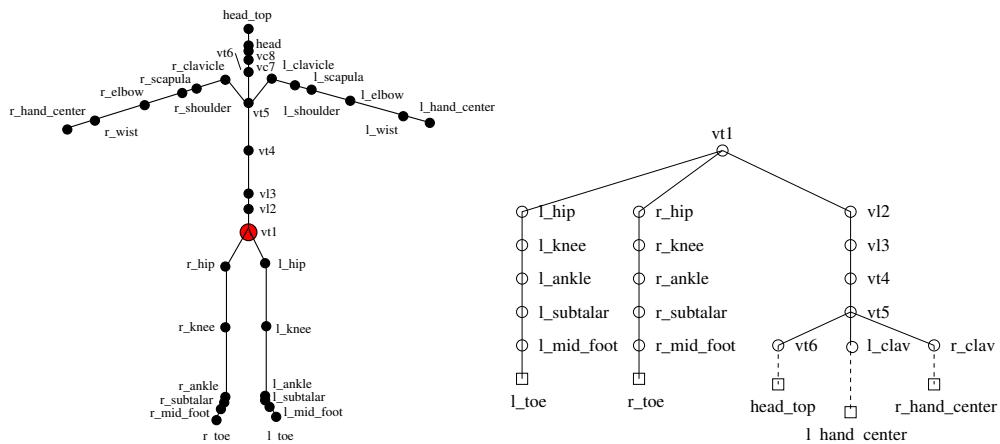 head_top
head
vt6
vc8
r_clavicle
vc7
l_clavicle
r_scapula
l_scapula
r_elbow
l_elbow
r_hand_center
r_shoulder
vt5
l_shoulder
l_hand_center
r_wist
l_wist
vt4
vl3
vl2
vt1
r_hip
l_hip
r_knee
l_knee
r_ankle
l_ankle
r_subtalar
l_subtalar
r_mid_foot
l_mid_foot
r_toe
l_toe
vt1
l_hip
r_hip
vl2
l_knee
r_knee
vl3
l_ankle
r_ankle
vt4
l_subtalar
r_subtalar
vt5
l_mid_foot
r_mid_foot
vt6
l_clav
r_clav
l_toe
r_toe
head_top
r_hand_center
l_hand_center